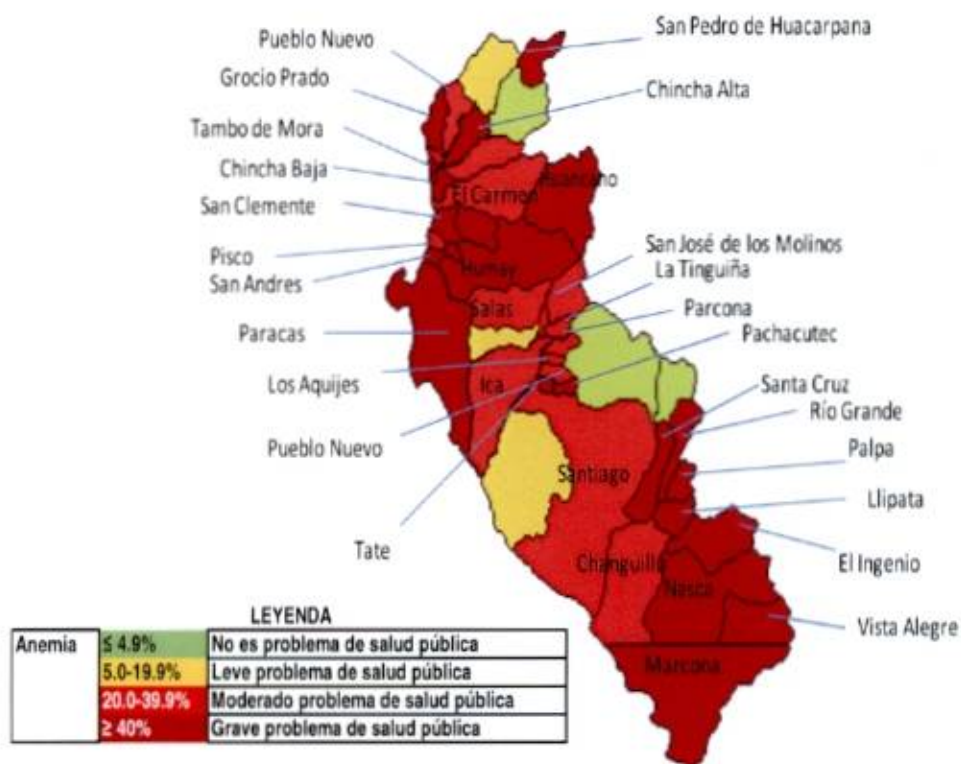 San Pedro de Huacarpana
Pueblo Nuevo
Grocio Prado
Chincha Alta
Tambo de Mora
Chincha Baja
Huancano
El Carmen
San Clemente
San José de los Molinos
Pisco
La Tinguiña
San Andres
Humay
Salas
Parcona
Paracas
Pachacutec
Los Aquijes
Ica
Santa Cruz
Río Grande
Pueblo Nuevo
Palpa
Santiago
Llipata
Tate
El Ingenio
Changuillo
Nasca
Vista Alegre
Marcona
LEYENDA
Anemia ≤ 4.9% No es problema de salud pública
5.0-19.9% Leve problema de salud pública
20.0-39.9% Moderado problema de salud pública
≥ 40% Grave problema de salud pública